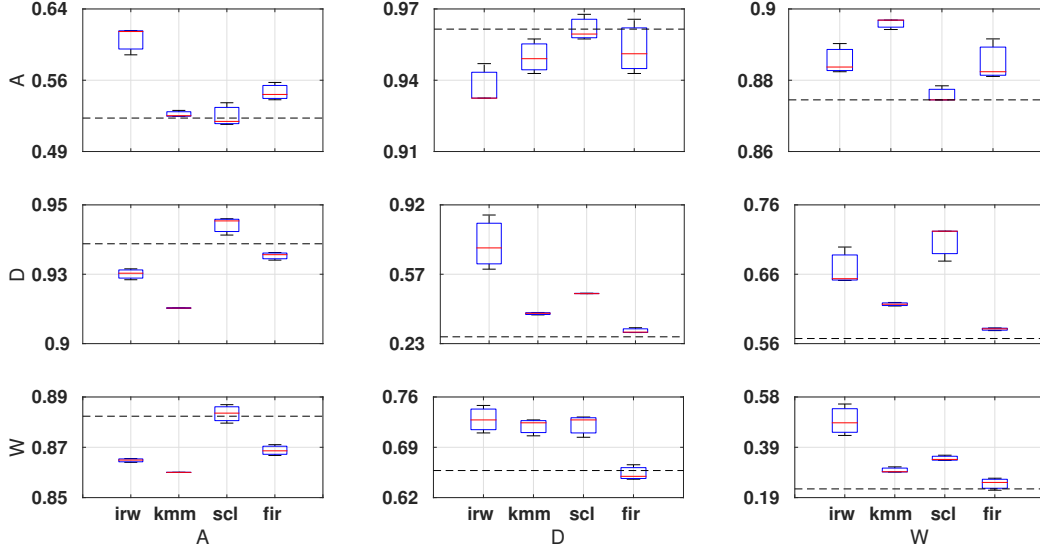 0.64 0.97 0.9
A 0.56 0.94 0.88
0.49 0.91 0.86
0.95 0.92 0.76
D 0.93 0.57 0.66
0.9 0.23 0.56
0.89 0.76 0.58
W 0.87 0.69 0.39
0.85 0.62 0.19
irw kmm scl fir irw kmm scl fir irw kmm scl fir
A D W